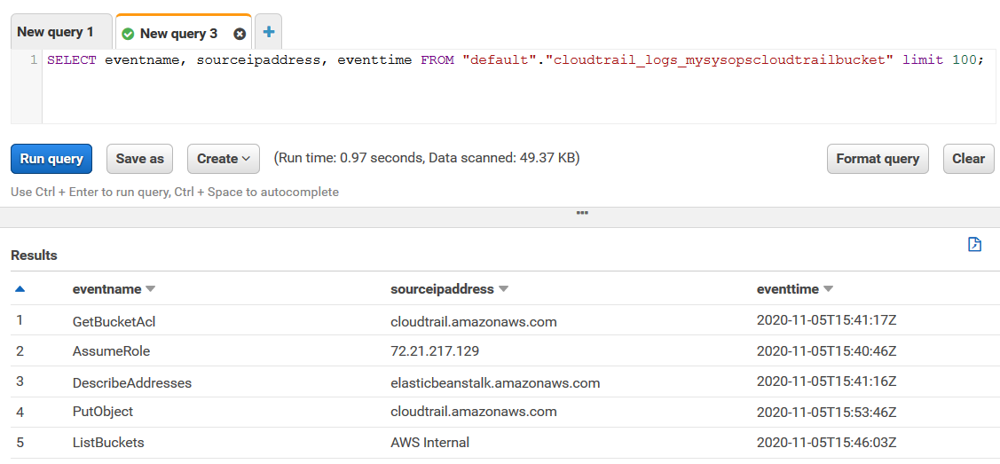 New query 1 New query 3
1 SELECT eventname, sourceipaddress, eventtime FROM "default"."cloudtrail_logs_mysysopscloudtrailbucket" limit 100;
Run query Save as Create (Run time: 0.97 seconds, Data scanned: 49.37 KB) Format query Clear
Use Ctrl + Enter to run query, Ctrl + Space to autocomplete
Results
eventname sourceipaddress eventtime
1 GetBucketAcl cloudtrail.amazonaws.com 2020-11-05T15:41:17Z
2 AssumeRole 72.21.217.129 2020-11-05T15:40:46Z
3 DescribeAddresses elasticbeanstalk.amazonaws.com 2020-11-05T15:41:16Z
4 PutObject cloudtrail.amazonaws.com 2020-11-05T15:53:46Z
5 ListBuckets AWS Internal 2020-11-05T15:46:03Z